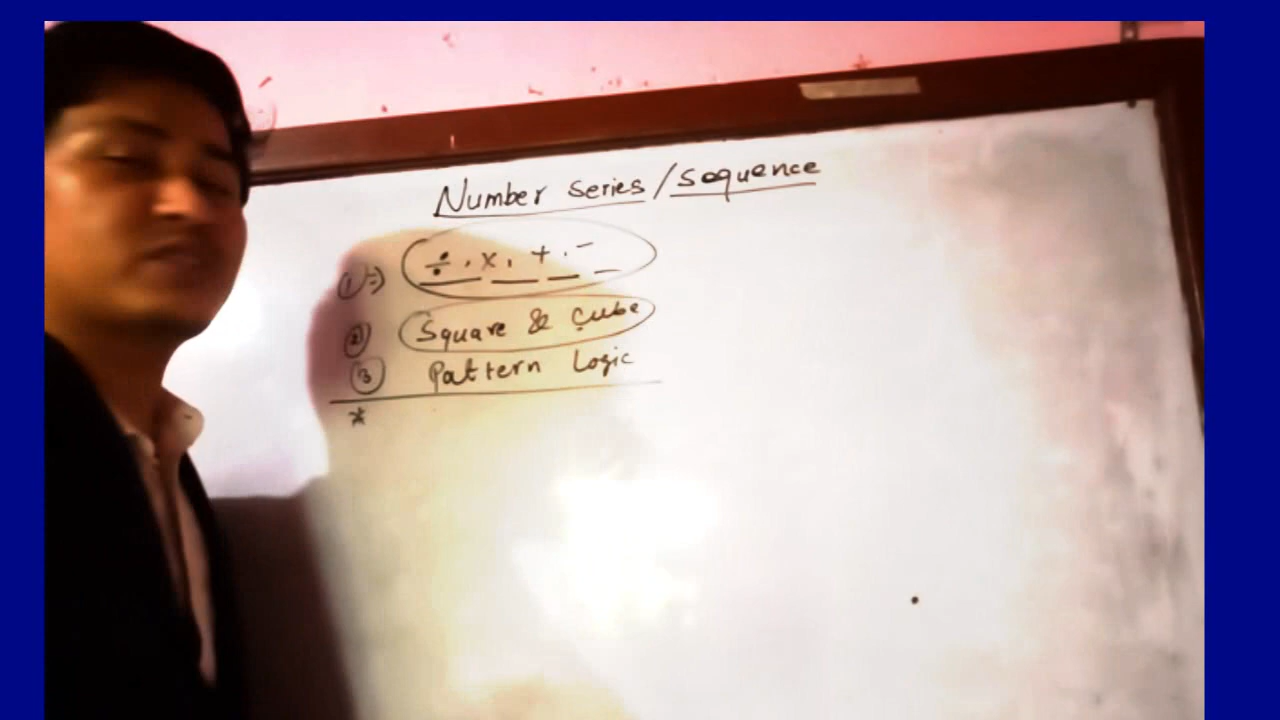 Number series / sequence
① ⇒ ÷, ×, +, -
② Square & Cube
③ Pattern Logic
*